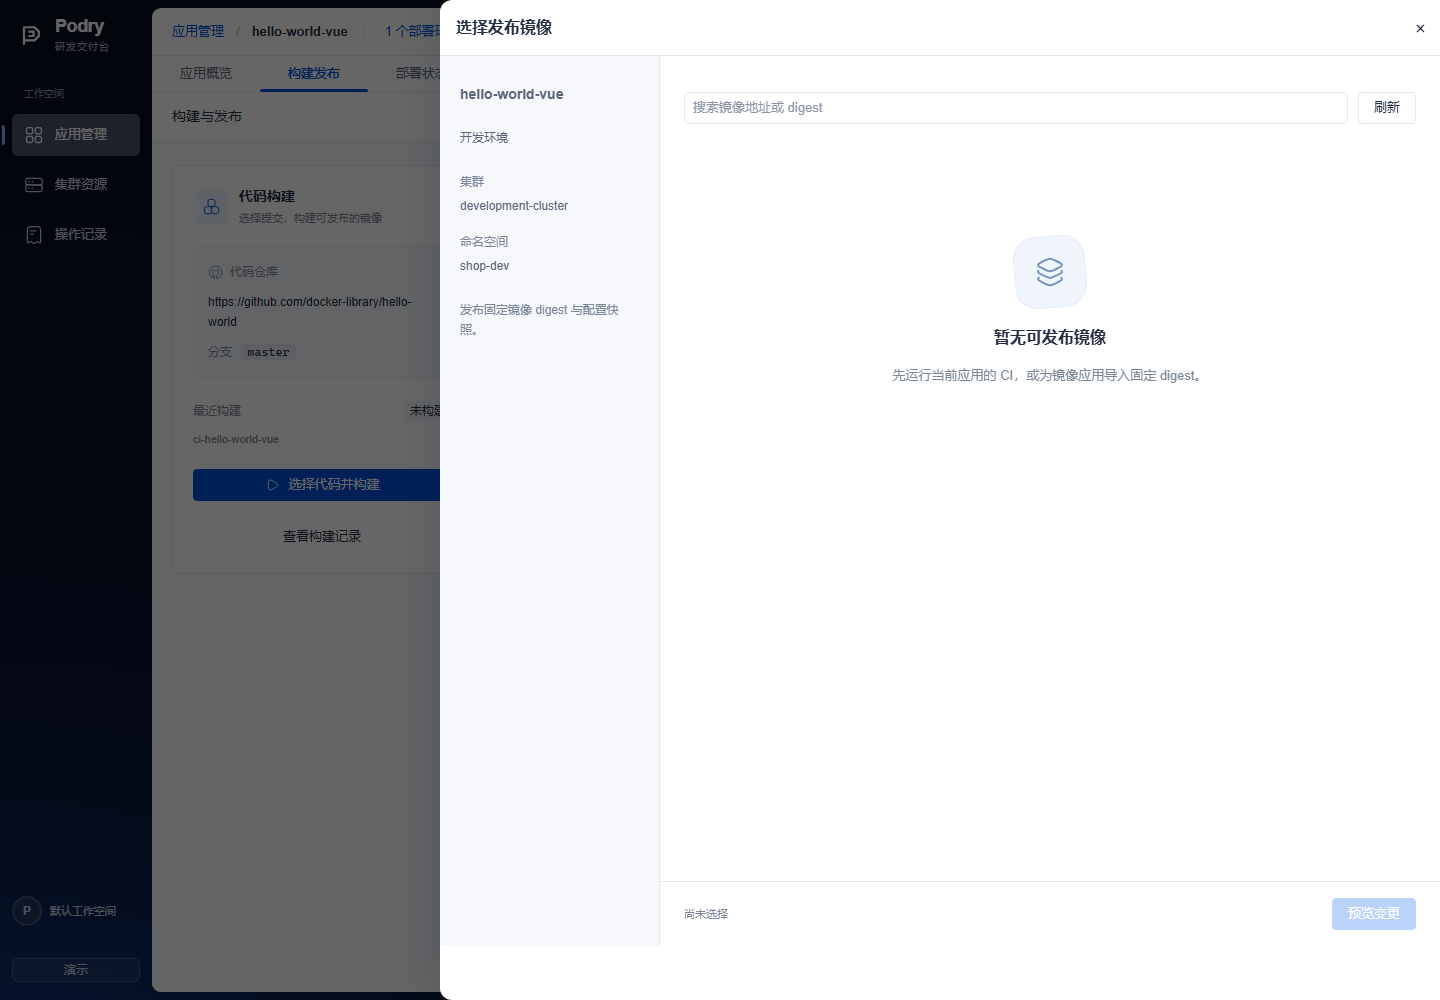 Podry
研发交付台
工作空间
应用管理
集群资源
操作记录
P 默认工作空间
演示
应用管理 / hello-world-vue 1 个部署环
应用概览 构建发布 部署状态
构建与发布
代码构建
选择提交，构建可发布的镜像
代码仓库
https://github.com/docker-library/hello-
world
分支 master
最近构建 未构建
ci-hello-world-vue
选择代码并构建
查看构建记录
选择发布镜像
hello-world-vue
开发环境
集群
development-cluster
命名空间
shop-dev
发布固定镜像 digest 与配置快
照。
搜索镜像地址或 digest 刷新
暂无可发布镜像
先运行当前应用的 CI，或为镜像应用导入固定 digest。
尚未选择 预览变更